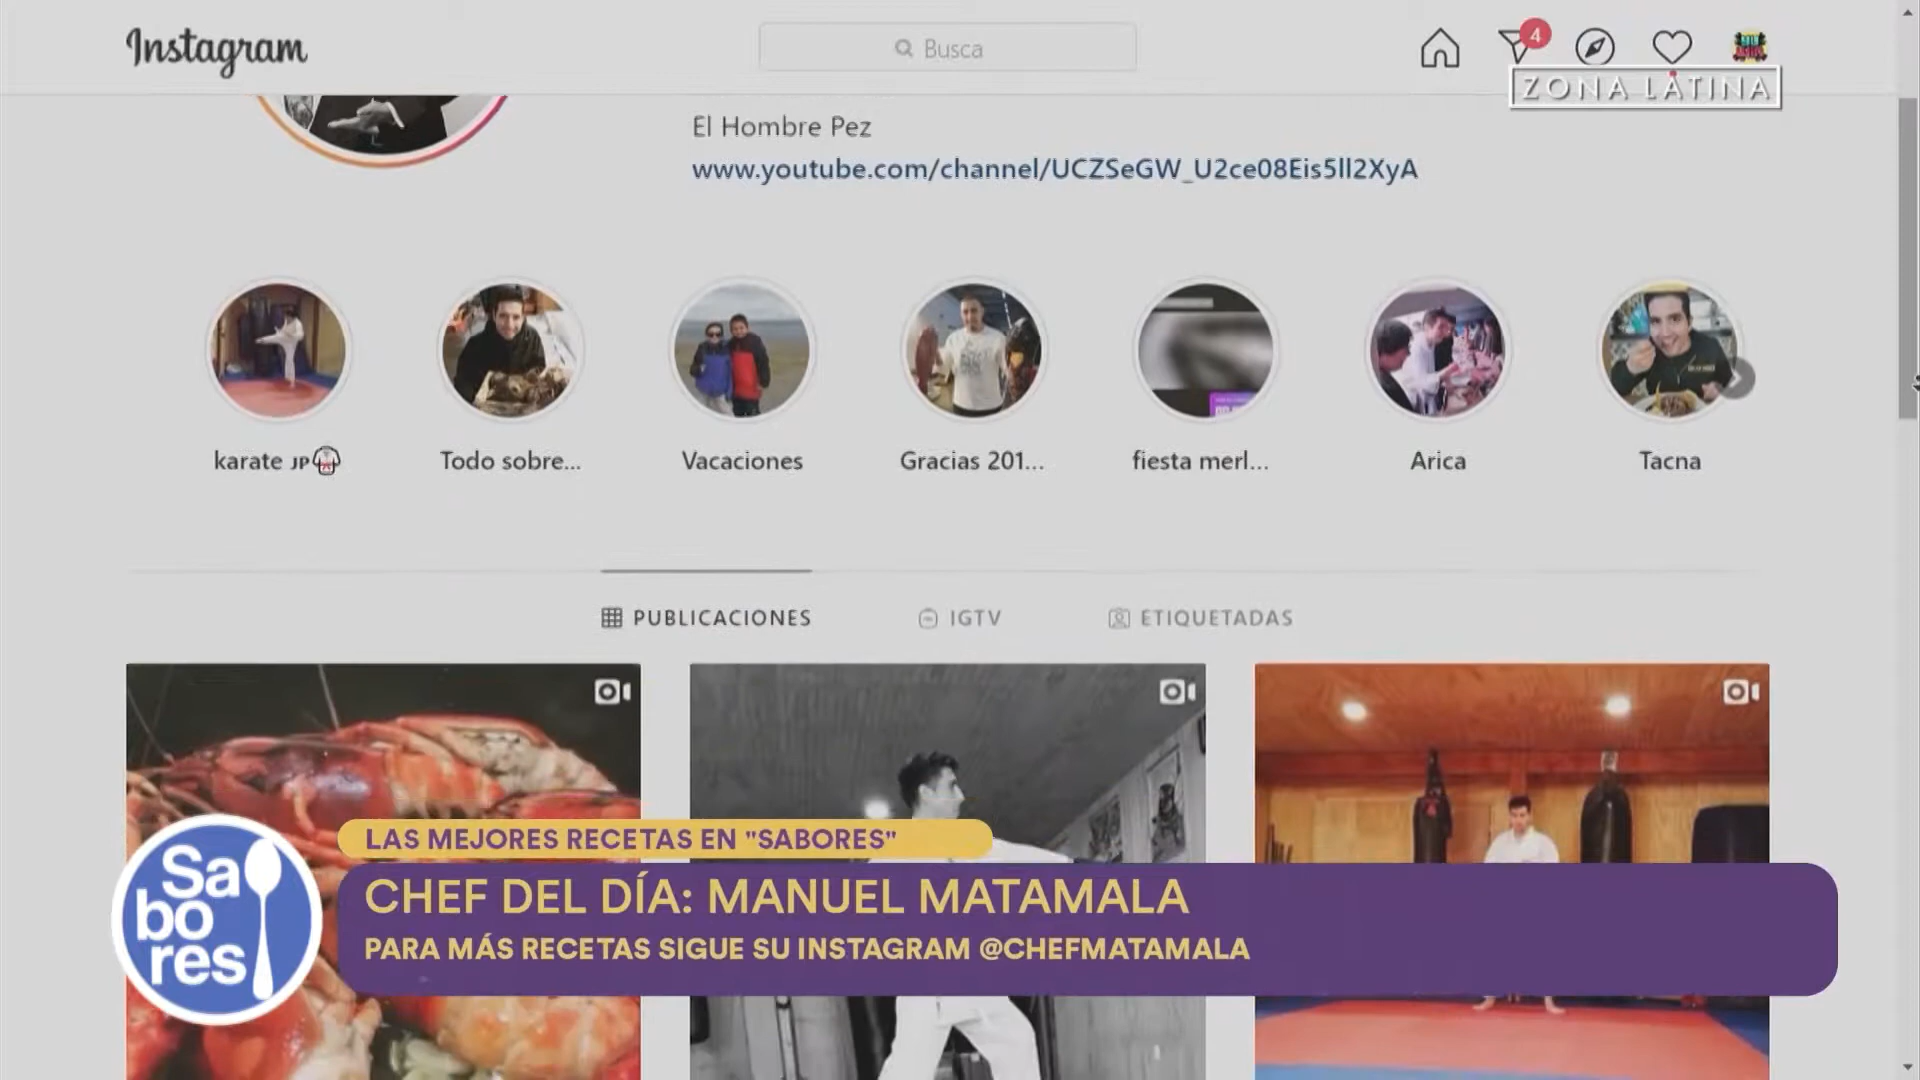 Instagram
Busca
4
ZONA LATINA
El Hombre Pez
www.youtube.com/channel/UCZSeGW_U2ce08Eis5ll2XyA
karate JP🥋
Todo sobre...
Vacaciones
Gracias 201...
fiesta merl...
Arica
Tacna
PUBLICACIONES
IGTV
ETIQUETADAS
LAS MEJORES RECETAS EN "SABORES"
Sa
bo
res
CHEF DEL DÍA: MANUEL MATAMALA
PARA MÁS RECETAS SIGUE SU INSTAGRAM @CHEFMATAMALA